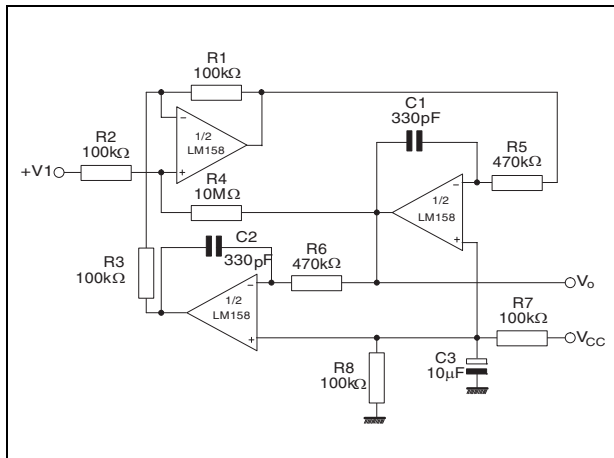 R1
100kΩ
C1
330pF
R2
100kΩ
1/2
LM158
R5
470kΩ
+V1
R4
10MΩ
1/2
LM158
C2
330pF
R6
470kΩ
R3
100kΩ
1/2
LM158
Vo
R7
100kΩ
VCC
R8
100kΩ
C3
10μF
-
+
-
+
-
+